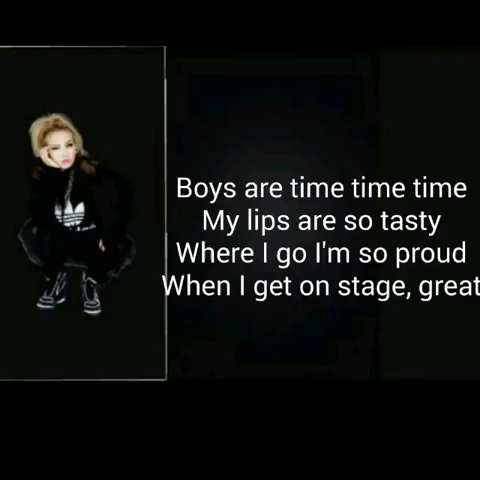 Boys are time time time
My lips are so tasty
Where I go I'm so proud
When I get on stage, great